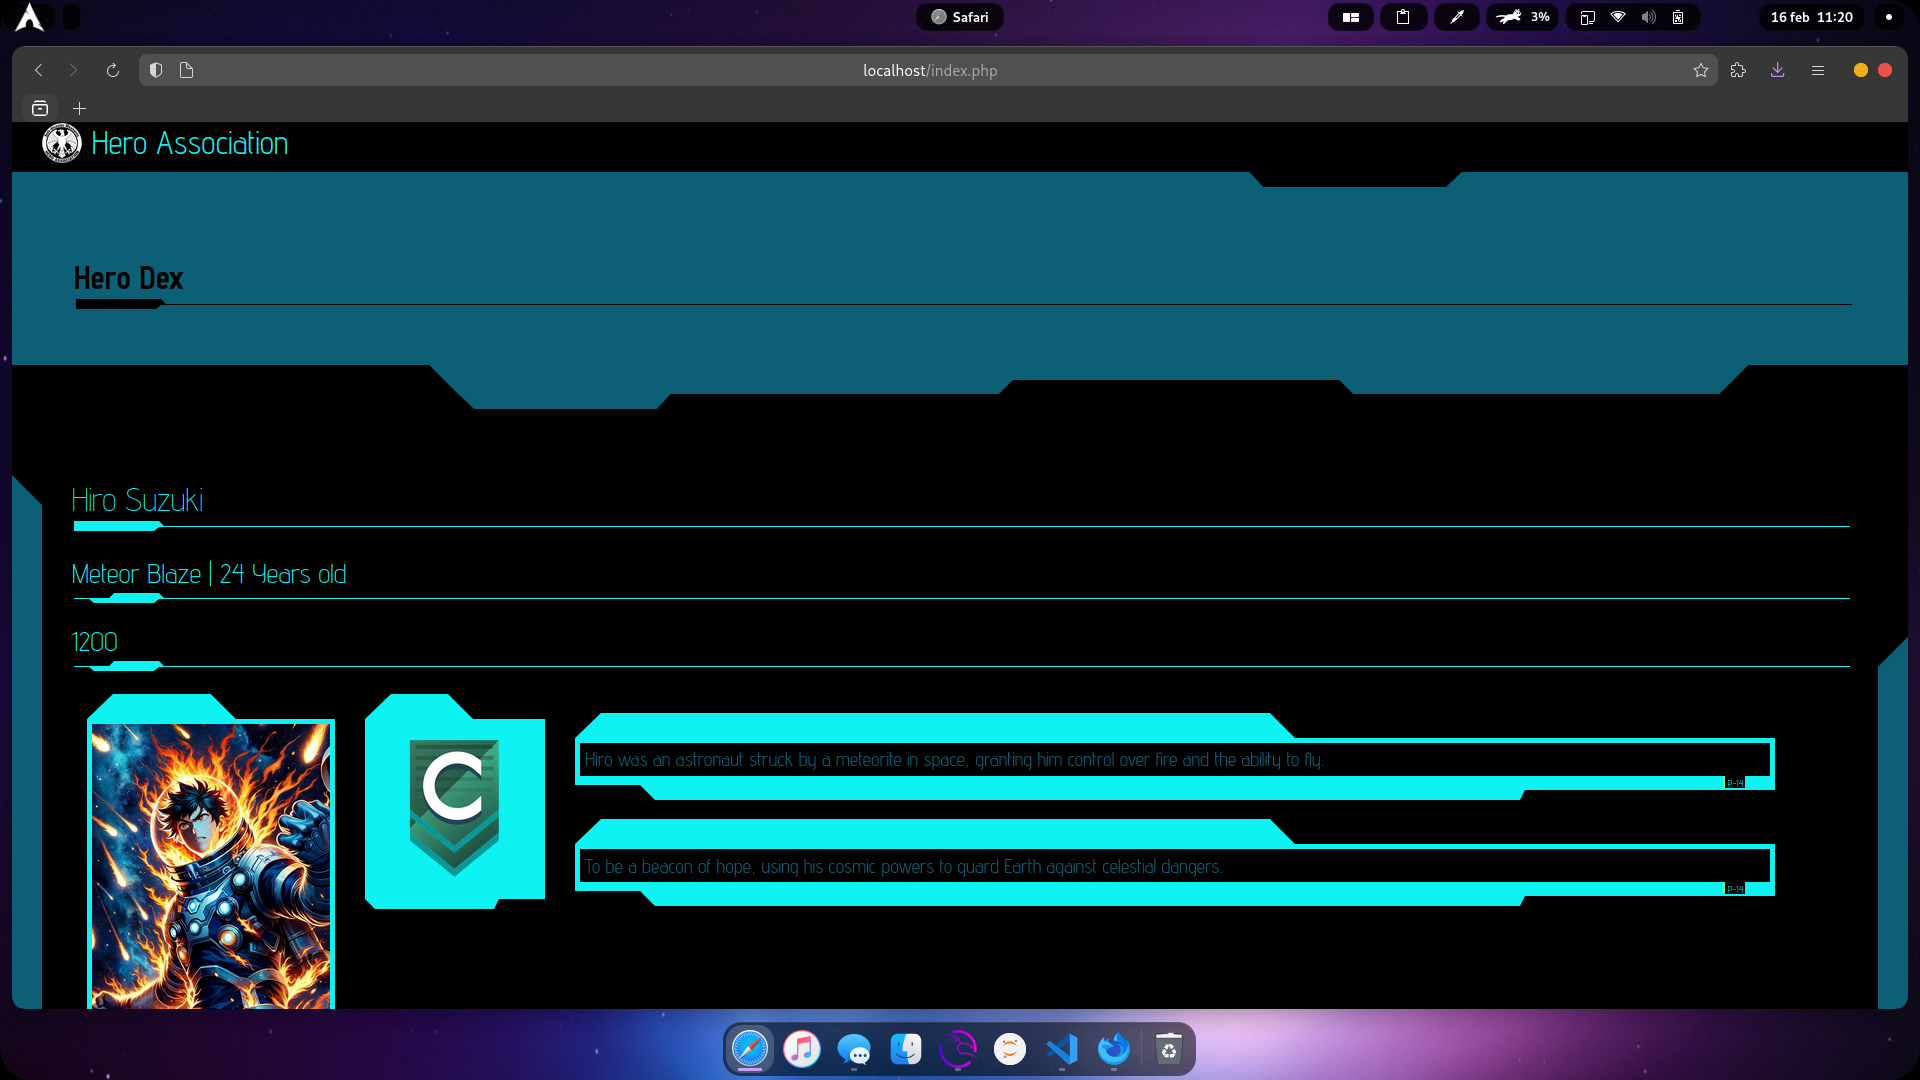 Safari
3%
16 feb 11:20
localhost/index.php
Hero Association
Hero Dex
Hiro Suzuki
Meteor Blaze | 24 Years old
1200
C
Hiro was an astronaut struck by a meteorite in space, granting him control over fire and the ability to fly.
P-14
To be a beacon of hope, using his cosmic powers to guard Earth against celestial dangers.
P-14